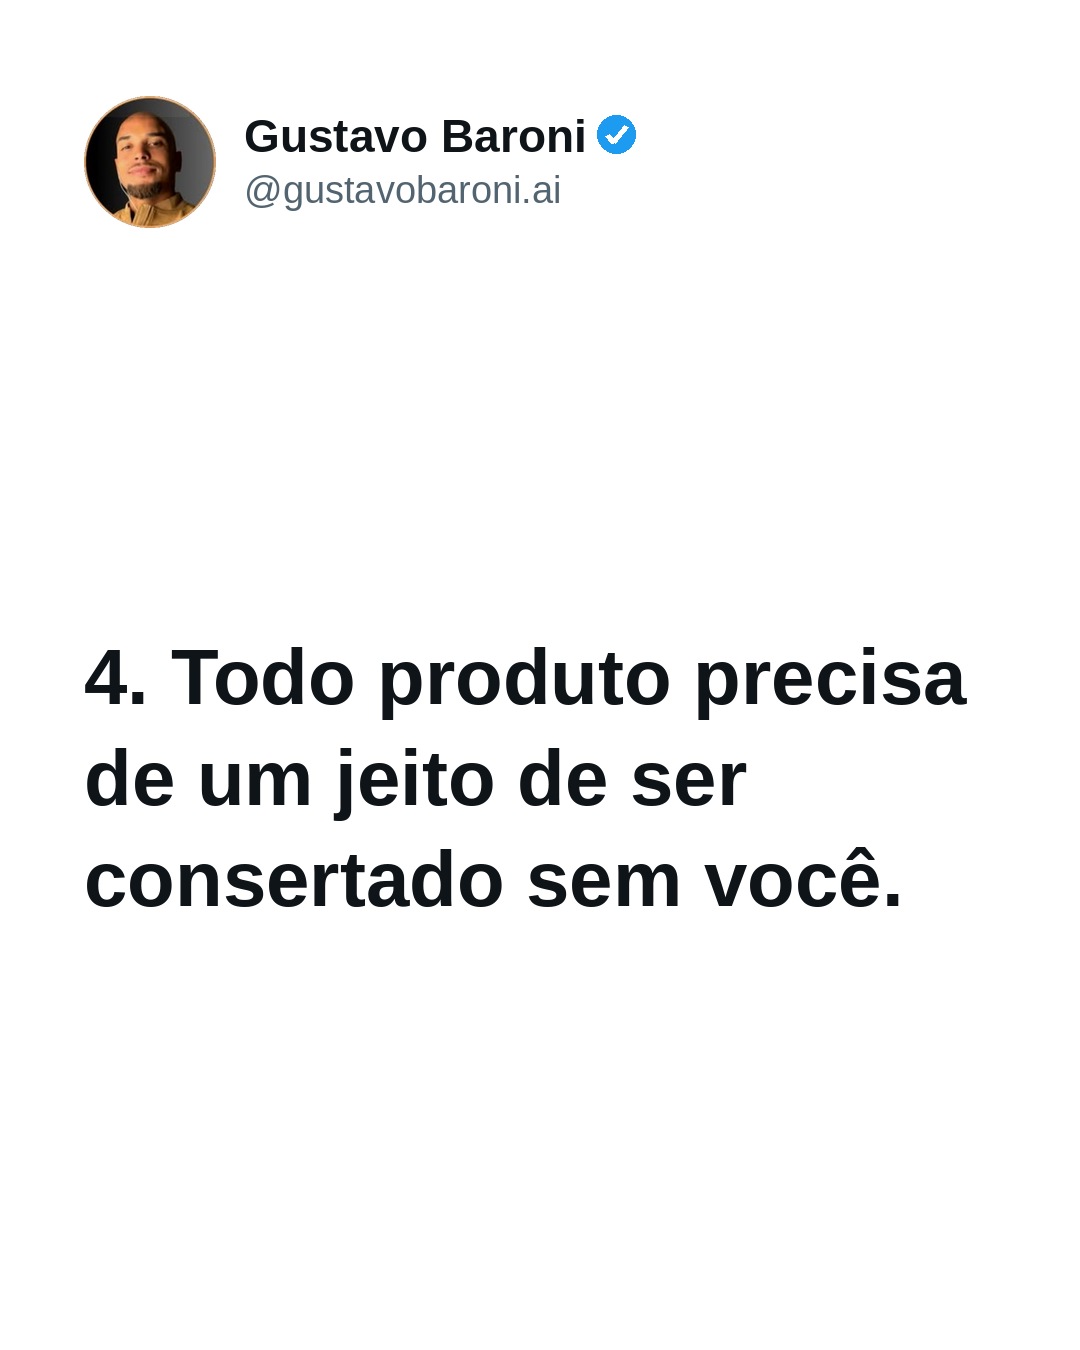 Gustavo Baroni
@gustavobaroni.ai
4. Todo produto precisa
de um jeito de ser
consertado sem você.